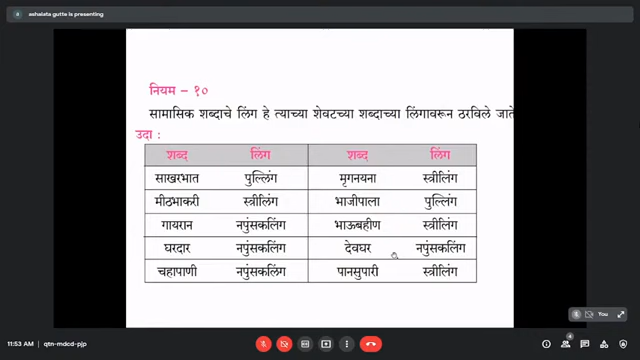 ashalata gutte is presenting
नियम – १०
सामासिक शब्दाचे लिंग हे त्याच्या शेवटच्या शब्दाच्या लिंगावरून ठरविले जाते
उदा :
शब्द लिंग शब्द लिंग
साखरभात पुल्लिंग मृगनयना स्त्रीलिंग
मीठभाकरी स्त्रीलिंग भाजीपाला पुल्लिंग
गायरान नपुंसकलिंग भाऊबहीण स्त्रीलिंग
घरदार नपुंसकलिंग देवघर नपुंसकलिंग
चहापाणी नपुंसकलिंग पानसुपारी स्त्रीलिंग
You
11:53 AM qtn-mdcd-pjp